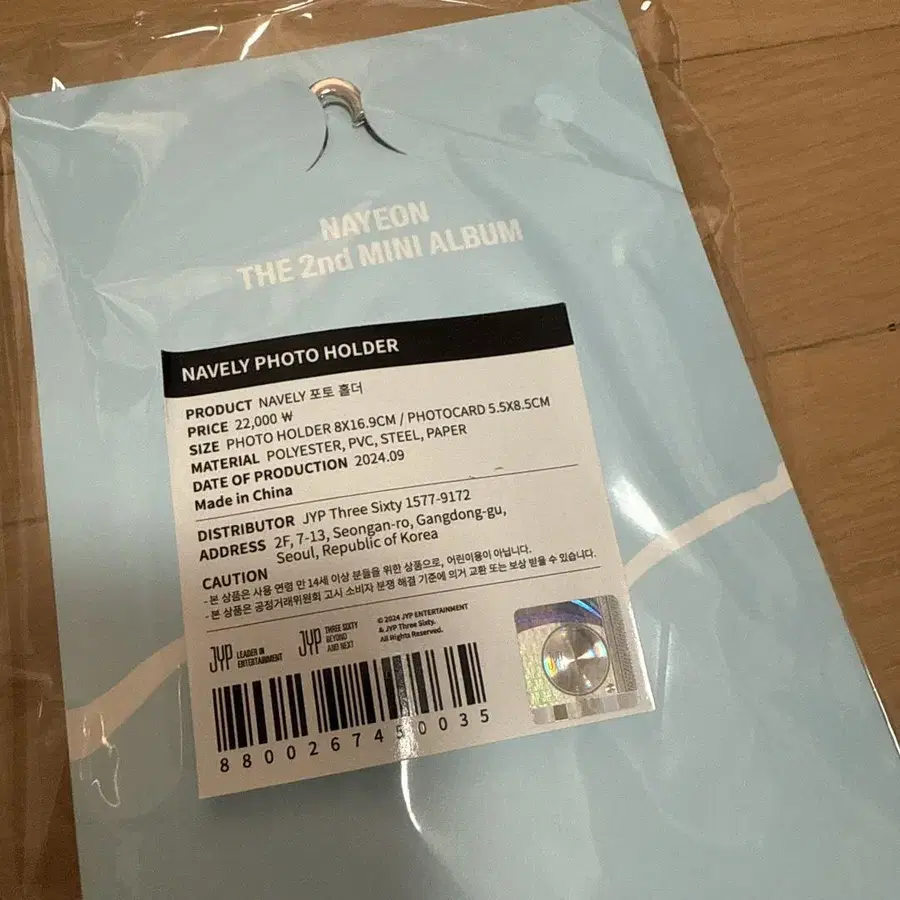 NAYEON
THE 2nd MINI ALBUM
NAVELY PHOTO HOLDER
PRODUCT NAVELY 포토 홀더
PRICE 22,000 ₩
SIZE PHOTO HOLDER 8X16.9CM / PHOTOCARD 5.5X8.5CM
MATERIAL POLYESTER, PVC, STEEL, PAPER
DATE OF PRODUCTION 2024.09
Made in China
DISTRIBUTOR JYP Three Sixty 1577-9172
ADDRESS 2F, 7-13, Seongan-ro, Gangdong-gu,
Seoul, Republic of Korea
CAUTION
- 본 상품은 사용 연령 만 14세 이상 분들을 위한 상품으로, 어린이용이 아닙니다.
- 본 상품은 공정거래위원회 고시 소비자 분쟁 해결 기준에 의거 교환 또는 보상 받을 수 있습니다.
JYP LEADER IN
ENTERTAINMENT
JYP THREE SIXTY
BEYOND
AND NEXT
© 2024 JYP ENTERTAINMENT
& JYP Three Sixty.
All Rights Reserved.
8800267450035